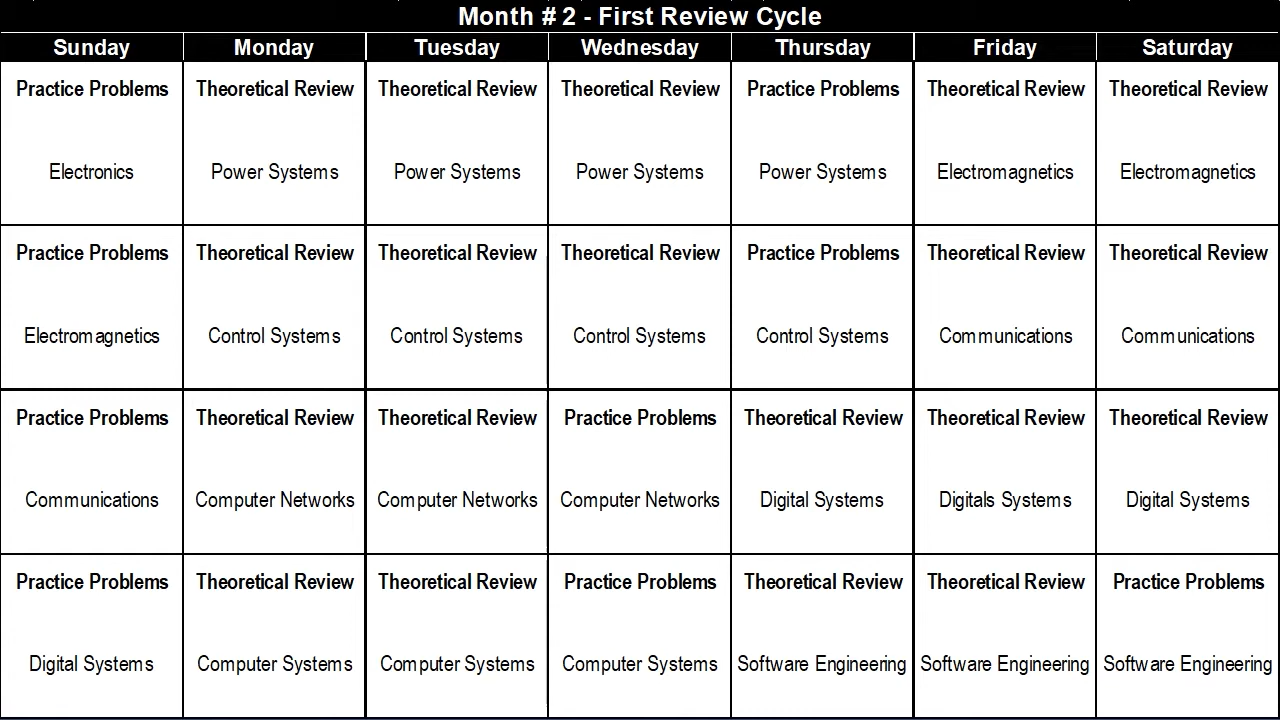 Month # 2 - First Review Cycle
Sunday Monday Tuesday Wednesday Thursday Friday Saturday
Practice Problems Theoretical Review Theoretical Review Theoretical Review Practice Problems Theoretical Review Theoretical Review
Electronics Power Systems Power Systems Power Systems Power Systems Electromagnetics Electromagnetics
Practice Problems Theoretical Review Theoretical Review Theoretical Review Practice Problems Theoretical Review Theoretical Review
Electromagnetics Control Systems Control Systems Control Systems Control Systems Communications Communications
Practice Problems Theoretical Review Theoretical Review Practice Problems Theoretical Review Theoretical Review Theoretical Review
Communications Computer Networks Computer Networks Computer Networks Digital Systems Digitals Systems Digital Systems
Practice Problems Theoretical Review Theoretical Review Practice Problems Theoretical Review Theoretical Review Practice Problems
Digital Systems Computer Systems Computer Systems Computer Systems Software Engineering Software Engineering Software Engineering